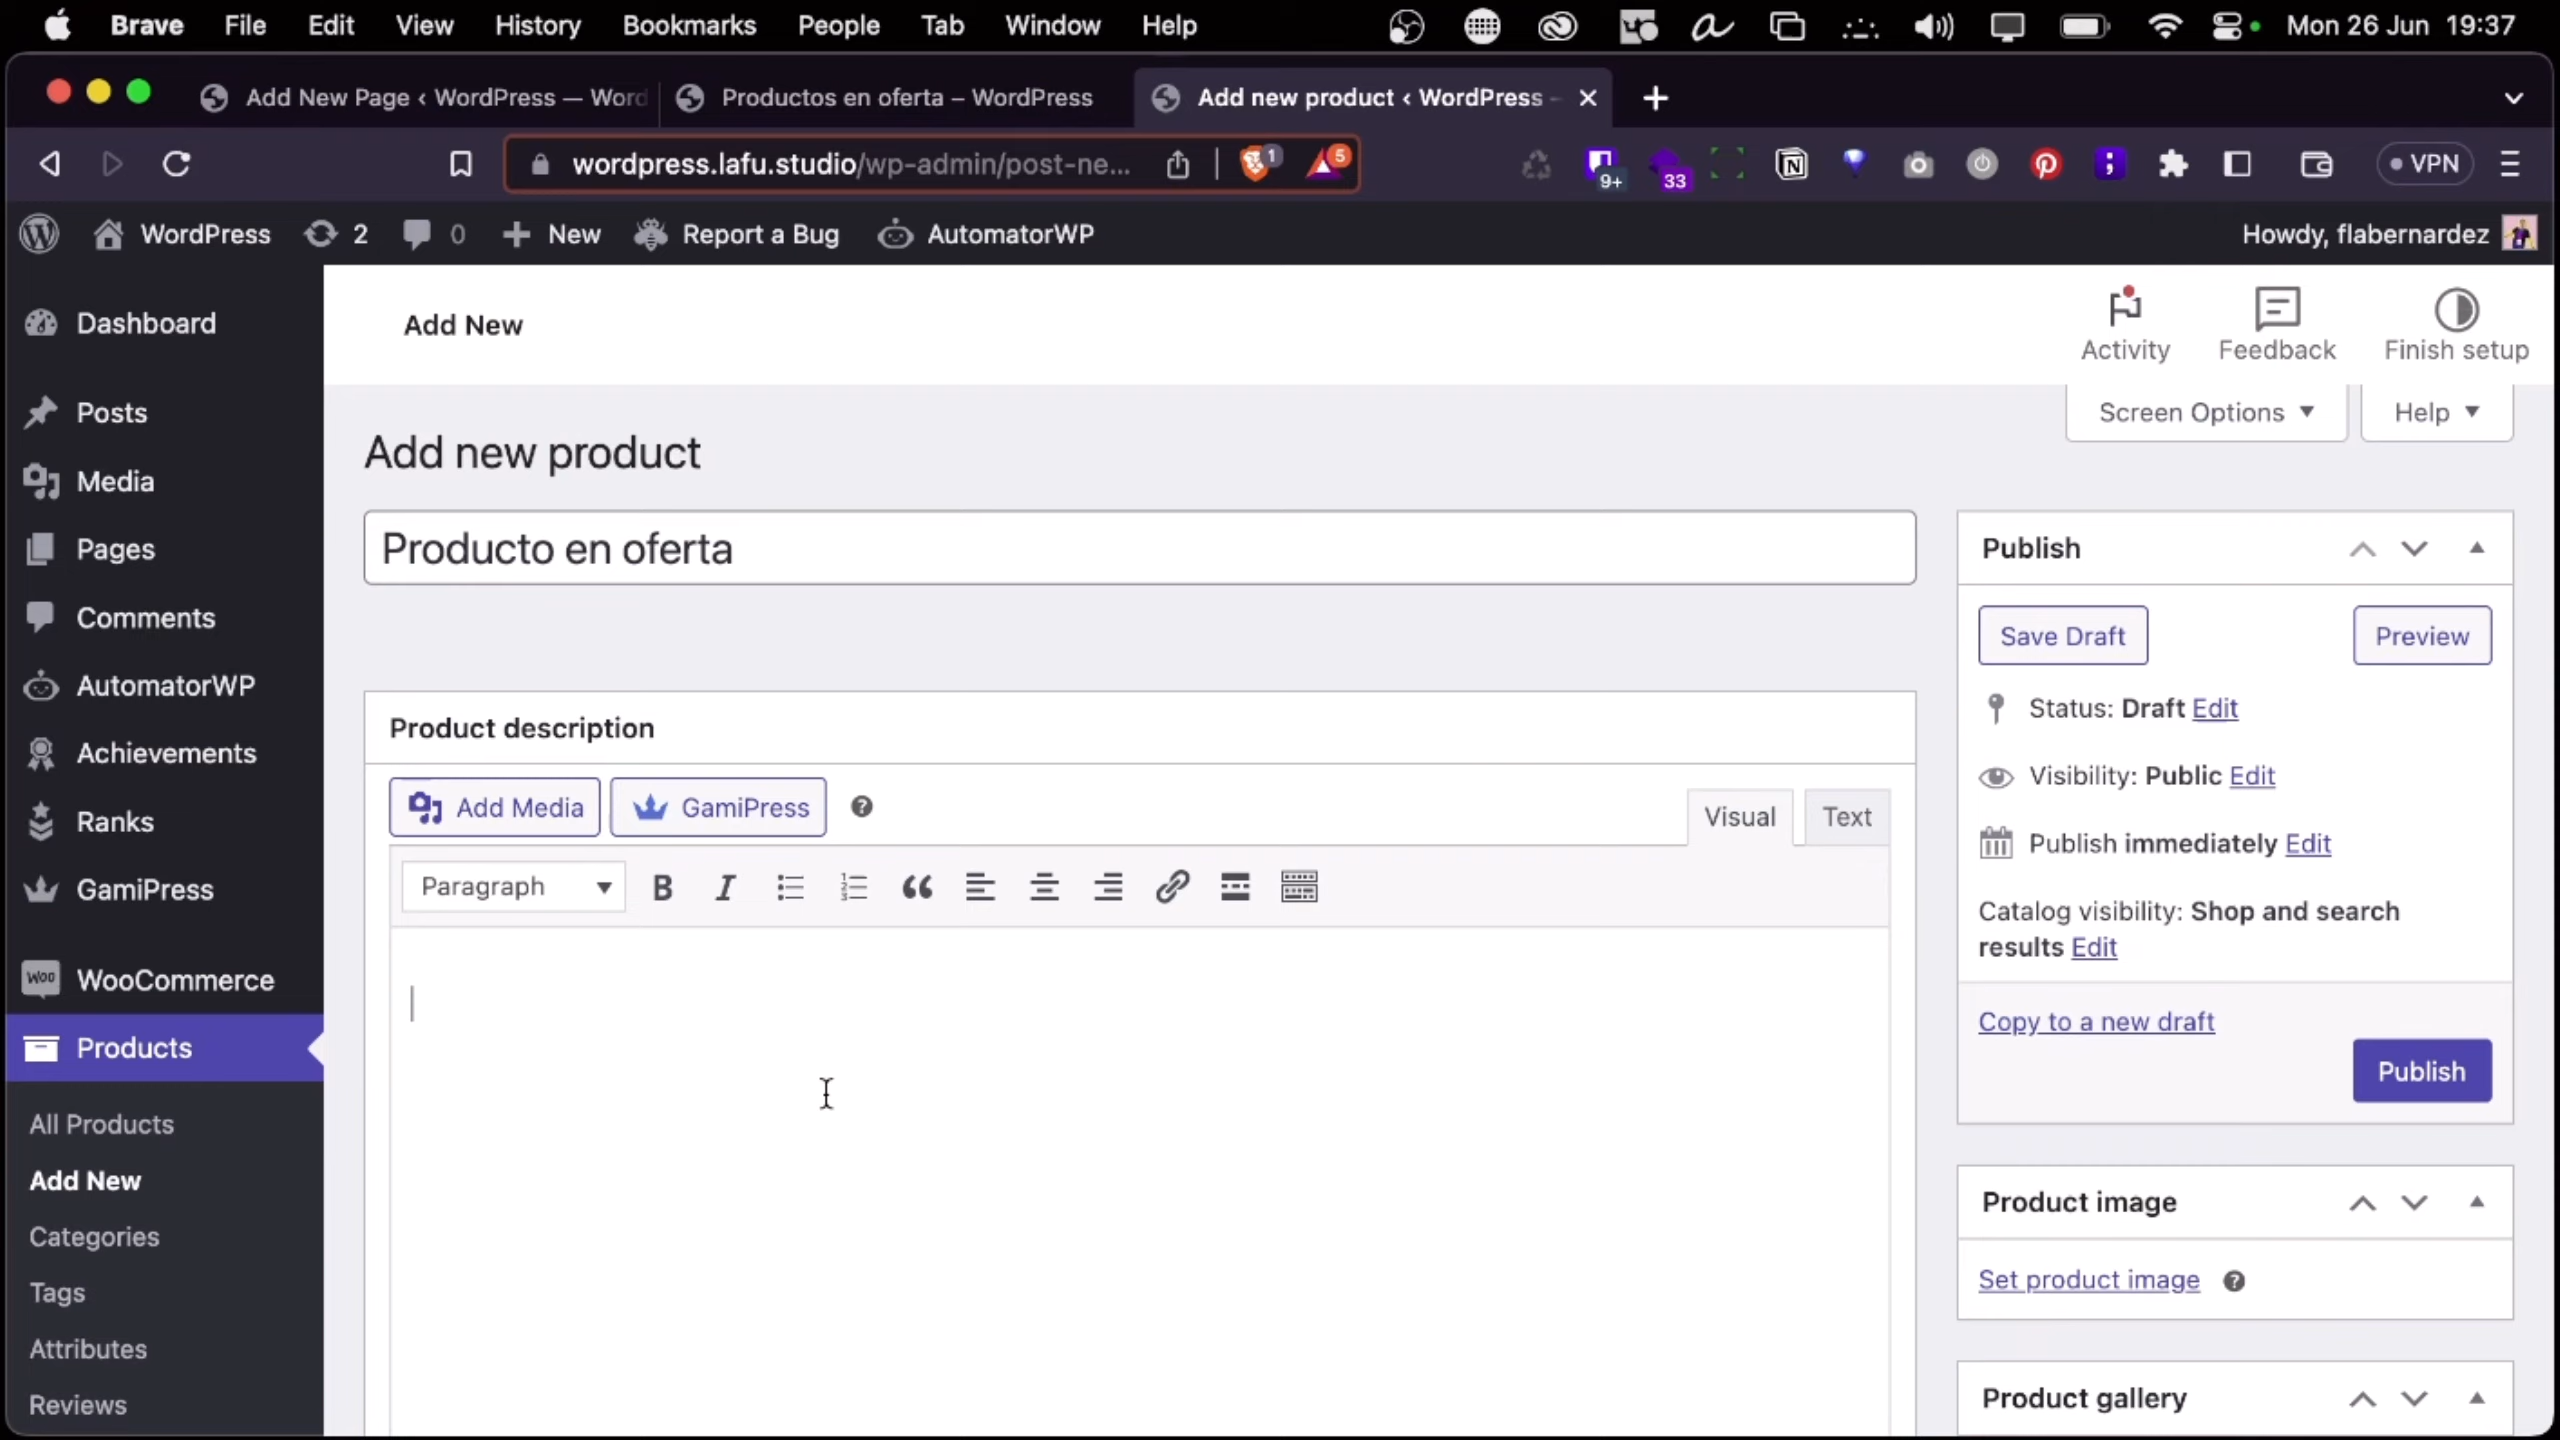 Brave File Edit View History Bookmarks People Tab Window Help Mon 26 Jun 19:37
Add New Page ‹ WordPress — Word Productos en oferta – WordPress Add new product ‹ WordPress –
wordpress.lafu.studio/wp-admin/post-ne... 1 5 9+ 33 VPN
WordPress 2 0 New Report a Bug AutomatorWP Howdy, flabernardez
Dashboard
Posts
Media
Pages
Comments
AutomatorWP
Achievements
Ranks
GamiPress
Woo WooCommerce
Products
All Products
Add New
Categories
Tags
Attributes
Reviews
Add New
Activity Feedback Finish setup
Screen Options Help
Add new product
Producto en oferta
Product description
Add Media GamiPress
Visual Text
Paragraph
Publish
Save Draft Preview
Status: Draft Edit
Visibility: Public Edit
Publish immediately Edit
Catalog visibility: Shop and search
results Edit
Copy to a new draft
Publish
Product image
Set product image
Product gallery